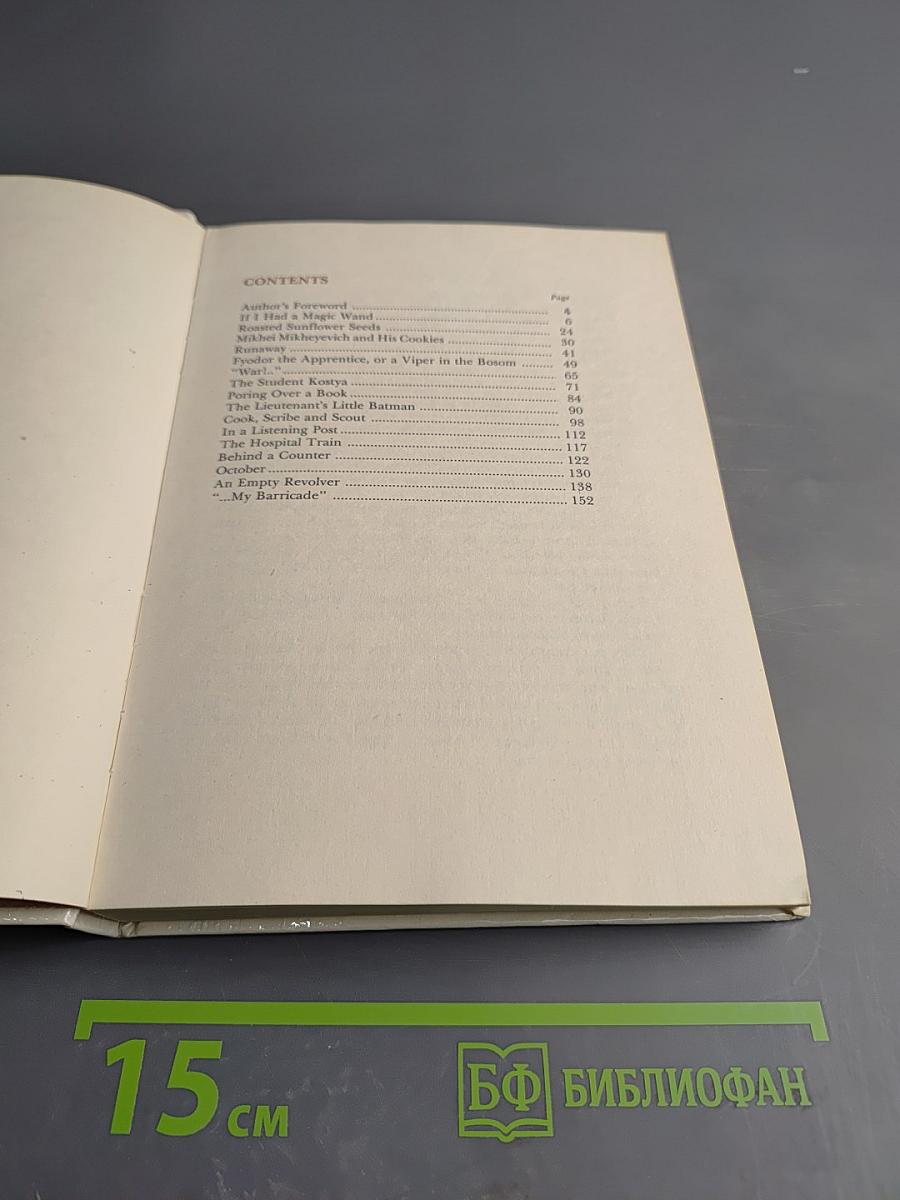 CONTENTS
Page
Author's Foreword ........ 4
If I Had a Magic Wand ........ 6
Roasted Sunflower Seeds ........ 24
Mikhei Mikheyevich and His Cookies ........ 30
Runaway ........ 41
Fyodor the Apprentice, or a Viper in the Bosom ........ 49
"War!.." ........ 65
The Student Kostya ........ 71
Poring Over a Book ........ 84
The Lieutenant's Little Batman ........ 90
Cook, Scribe and Scout ........ 98
In a Listening Post ........ 112
The Hospital Train ........ 117
Behind a Counter ........ 122
October ........ 130
An Empty Revolver ........ 138
"...My Barricade" ........ 152
15 см
БФ БИБЛИОФАН